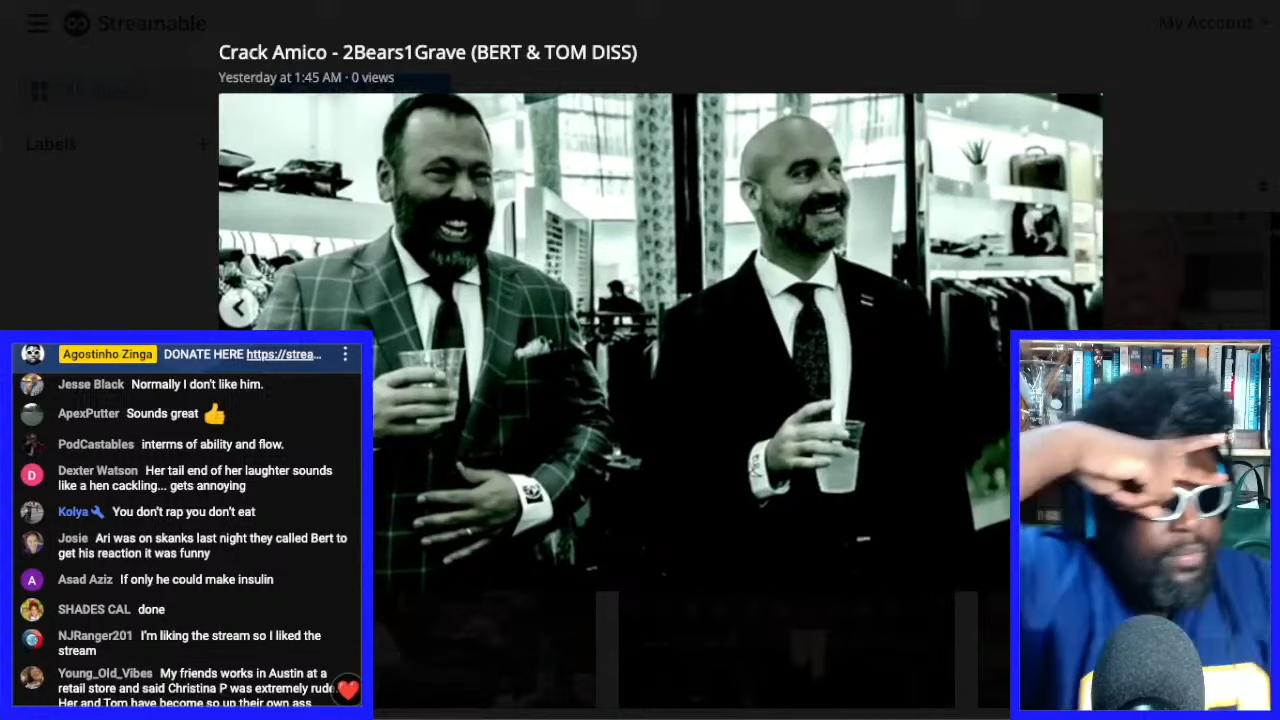 Streamable
My Account
Crack Amico - 2Bears1Grave (BERT & TOM DISS)
Yesterday at 1:45 AM · 0 views
Labels +
Agostinho Zinga DONATE HERE https://strea...
Jesse Black Normally I don't like him.
ApexPutter Sounds great 👍
PodCastables interms of ability and flow.
D Dexter Watson Her tail end of her laughter sounds
like a hen cackling... gets annoying
Kolya You don't rap you don't eat
Josie Ari was on skanks last night they called Bert to
get his reaction it was funny
A Asad Aziz If only he could make insulin
SHADES CAL done
NJRanger201 I'm liking the stream so I liked the
stream
Young_Old_Vibes My friends works in Austin at a
retail store and said Christina P was extremely rude.
Her and Tom have become so up their own ass